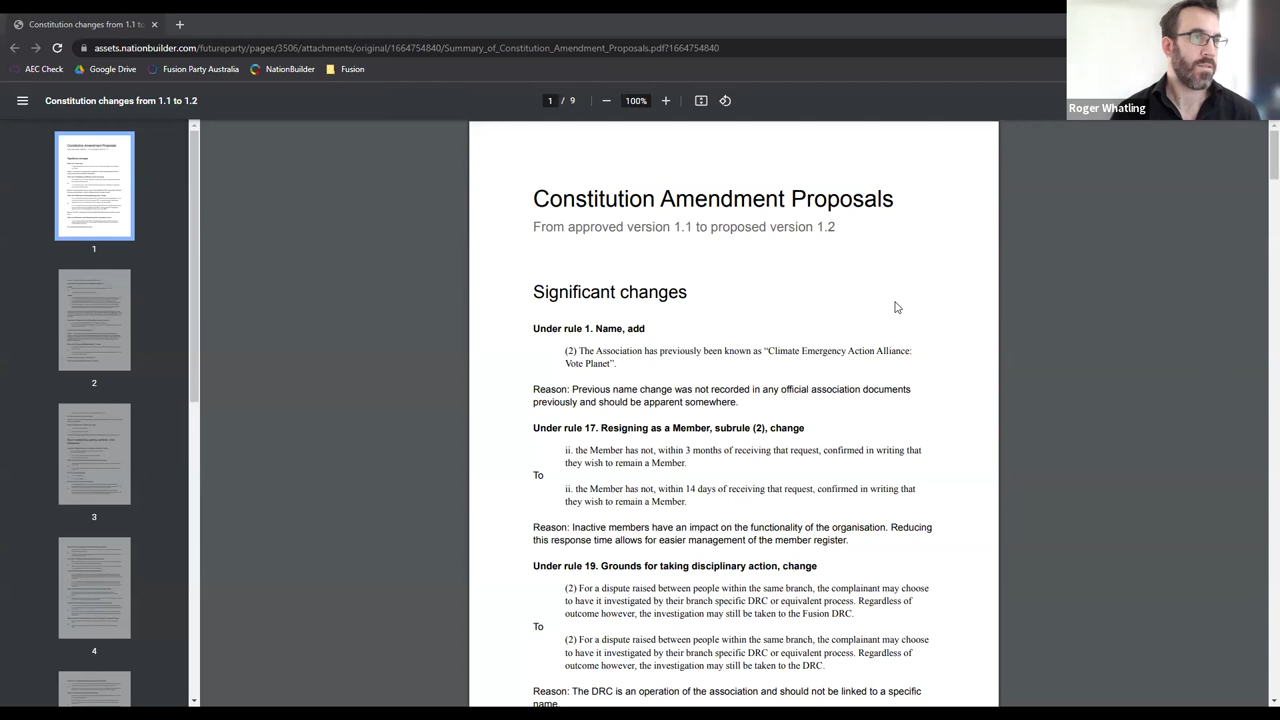 Constitution changes from 1.1 to
assets.nationbuilder.com/futureparty/pages/3506/attachments/original/1664754840/Summary_of_Constitution_Amendment_Proposals.pdf?1664754840
AEC Check
Google Drive
Fusion Party Australia
NationBuilder
Fusion
Roger Whatling
Constitution changes from 1.1 to 1.2
1 / 9
100%
1
2
3
4
Constitution Amendment Proposals
From approved version 1.1 to proposed version 1.2
Significant changes
Under rule 1. Name, add
(2) The Association has previously been known as “Climate Emergency Action Alliance:
Vote Planet”.
Reason: Previous name change was not recorded in any official association documents
previously and should be apparent somewhere.
Under rule 17. Resigning as a Member, subrule (2), change
ii. the Member has not, within 3 months of receiving that request, confirmed in writing that
they wish to remain a Member.
To
ii. the Member has not, within 14 days of receiving that request, confirmed in writing that
they wish to remain a Member.
Reason: Inactive members have an impact on the functionality of the organisation. Reducing
this response time allows for easier management of the member register.
Under rule 19. Grounds for taking disciplinary action, change
(2) For a dispute raised between people within the same branch, the complainant may choose
to have it investigated by their branch specific DRC or equivalent process. Regardless of
outcome however, the investigation may still be taken to the Fusion DRC.
To
(2) For a dispute raised between people within the same branch, the complainant may choose
to have it investigated by their branch specific DRC or equivalent process. Regardless of
outcome however, the investigation may still be taken to the DRC.
Reason: The DRC is an operation of the association and should not be linked to a specific
name.